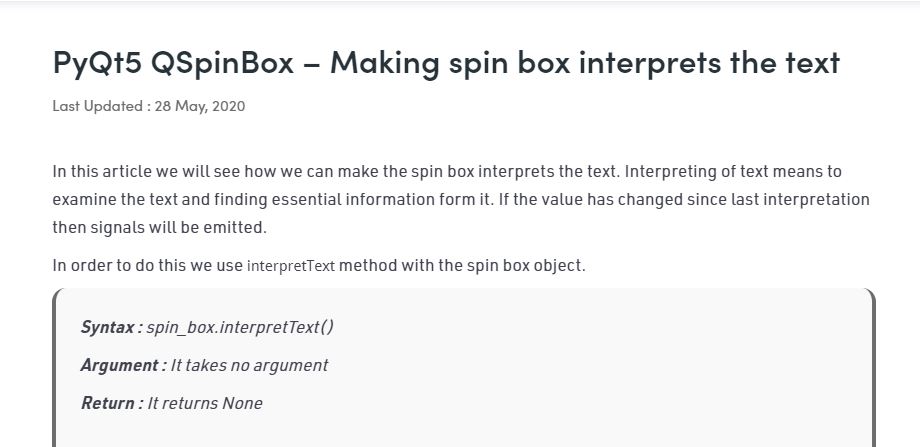 PyQt5 QSpinBox – Making spin box interprets the text
Last Updated : 28 May, 2020
In this article we will see how we can make the spin box interprets the text. Interpreting of text means to
examine the text and finding essential information form it. If the value has changed since last interpretation
then signals will be emitted.
In order to do this we use interpretText method with the spin box object.
Syntax : spin_box.interpretText()
Argument : It takes no argument
Return : It returns None